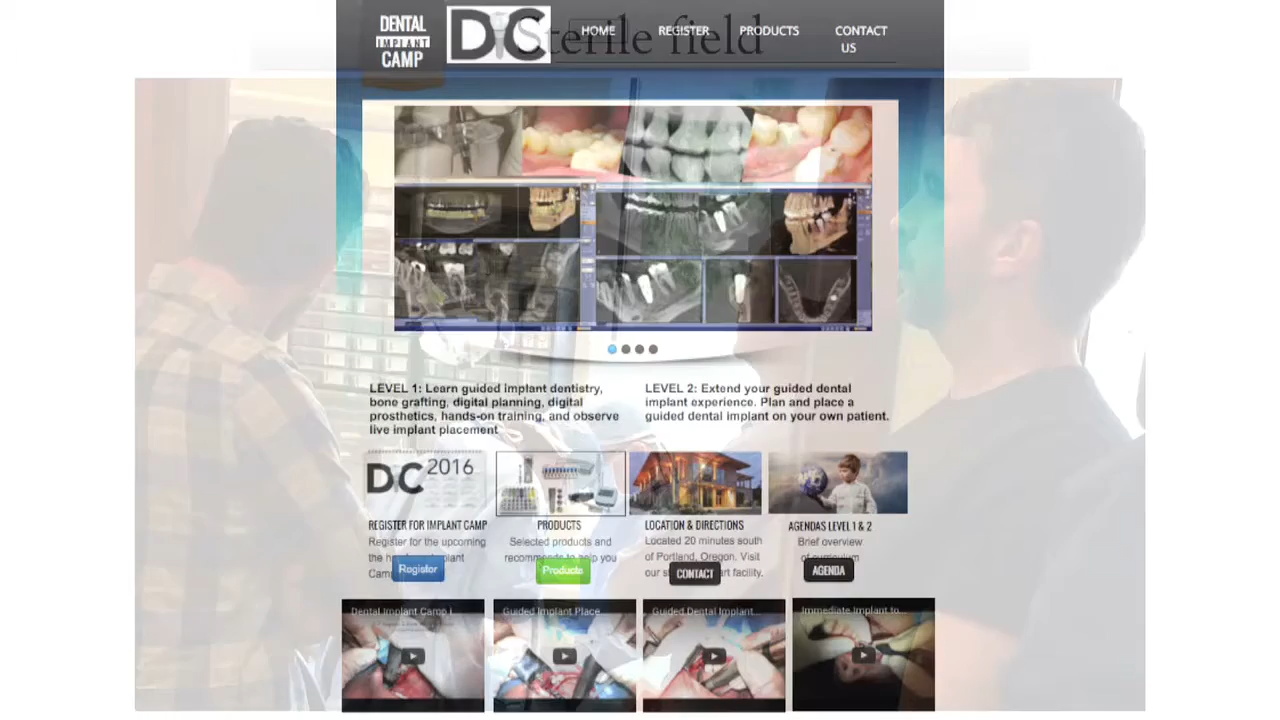 DENTAL
IMPLANT
CAMP
DC
Sterile field
HOME
REGISTER
PRODUCTS
CONTACT
US
LEVEL 1: Learn guided implant dentistry,
bone grafting, digital planning, digital
prosthetics, hands-on training, and observe
live implant placement
LEVEL 2: Extend your guided dental
implant experience. Plan and place a
guided dental implant on your own patient.
DC 2016
REGISTER FOR IMPLANT CAMP
Register for the upcoming
Register
PRODUCTS
Selected products and
you
Products
LOCATION & DIRECTIONS
Located 20 minutes south
of Portland, Oregon. Visit
our facility.
CONTACT
AGENDAS LEVEL 1 & 2
Brief overview
of curriculum
AGENDA
Dental Implant Camp
Guided Implant Place...
Guided Dental Implant...
Immediate Implant to...